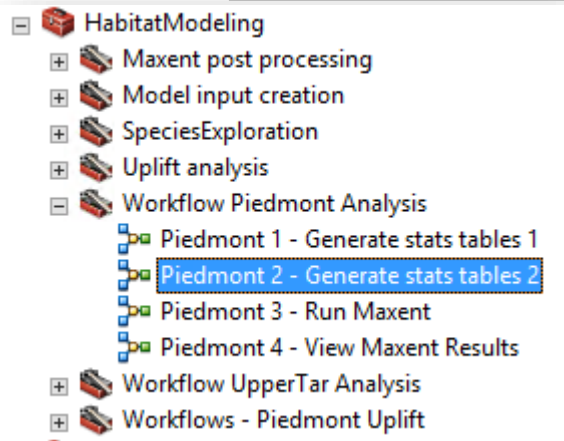 HabitatModeling
Maxent post processing
Model input creation
SpeciesExploration
Uplift analysis
Workflow Piedmont Analysis
Piedmont 1 - Generate stats tables 1
Piedmont 2 - Generate stats tables 2
Piedmont 3 - Run Maxent
Piedmont 4 - View Maxent Results
Workflow UpperTar Analysis
Workflows - Piedmont Uplift